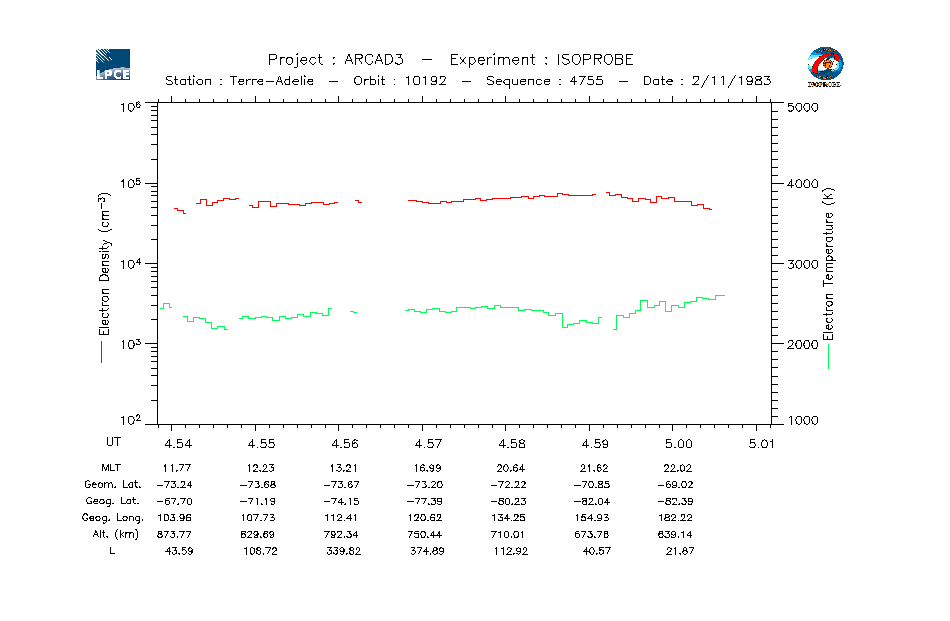 LPCE
Project : ARCAD3 — Experiment : ISOPROBE
ISOPROBE
Station : Terre-Adelie — Orbit : 10192 — Sequence : 4755 — Date : 2/11/1983
10⁶ 5000
10⁵ 4000
10⁴ 3000
10³ 2000
10² 1000
Electron Density (cm⁻³)
Electron Temperature (K)
UT 4.54 4.55 4.56 4.57 4.58 4.59 5.00 5.01
MLT 11.77 12.23 13.21 16.99 20.64 21.62 22.02
Geom. Lat. −73.24 −73.68 −73.67 −73.20 −72.22 −70.85 −69.02
Geog. Lat. −67.70 −71.19 −74.15 −77.39 −80.23 −82.04 −82.39
Geog. Long. 103.96 107.73 112.41 120.62 134.25 154.93 182.22
Alt. (km) 873.77 829.69 792.34 750.44 710.01 673.78 639.14
L 43.59 108.72 339.82 374.89 112.92 40.57 21.87